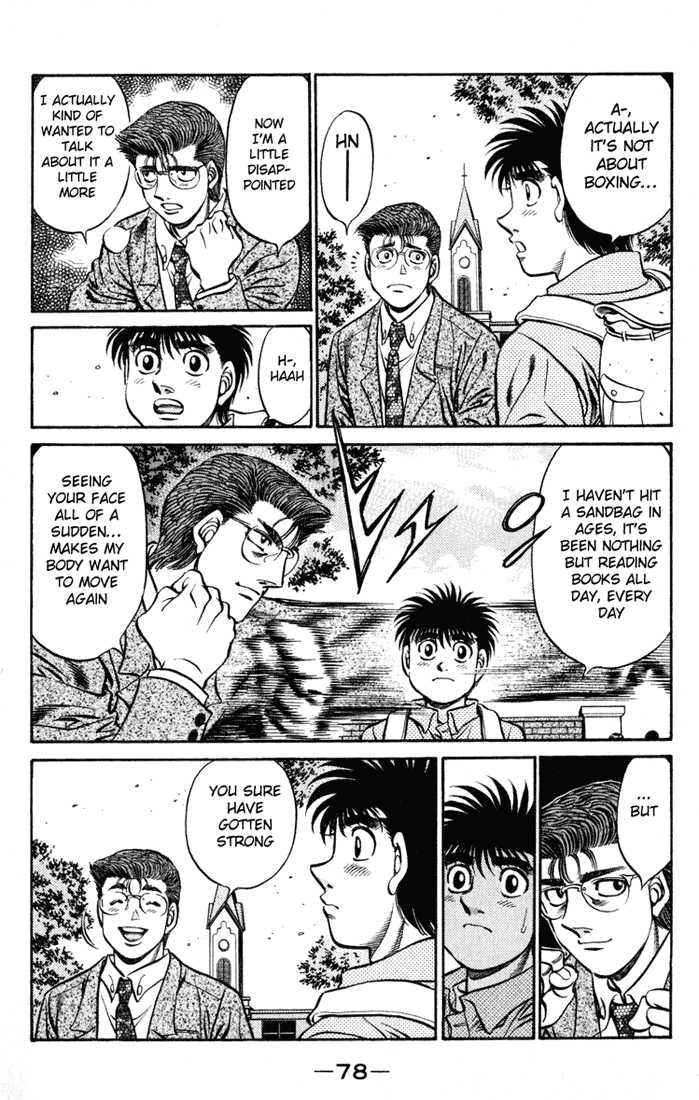 A-,
ACTUALLY
IT'S NOT
ABOUT
BOXING...
HN
NOW
I'M A
LITTLE
DISAP-
POINTED
I ACTUALLY
KIND OF
WANTED TO
TALK
ABOUT IT A
LITTLE
MORE
H-,
HAAH
I HAVEN'T HIT
A SANDBAG IN
AGES, IT'S
BEEN NOTHING
BUT READING
BOOKS ALL
DAY, EVERY
DAY
SEEING
YOUR FACE
ALL OF A
SUDDEN...
MAKES MY
BODY WANT
TO MOVE
AGAIN
...
BUT
YOU SURE
HAVE
GOTTEN
STRONG
—78—